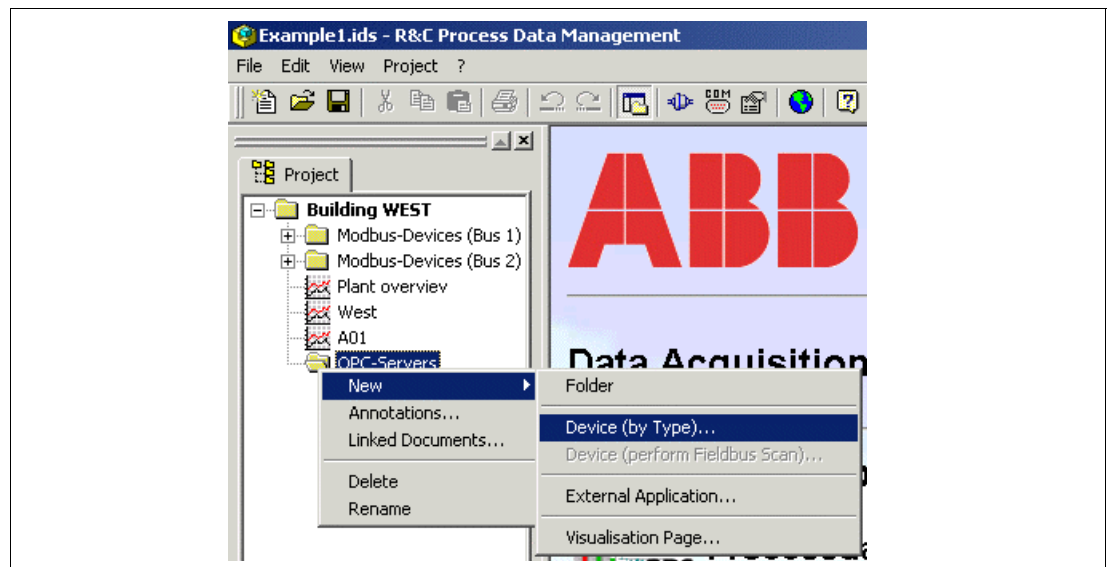 Example1.ids - R&C Process Data Management
File Edit View Project ?
COM
Project
Building WEST
Modbus-Devices (Bus 1)
Modbus-Devices (Bus 2)
Plant overviev
West
A01
OPC-Servers
ABB
Data Acquisition
New
Annotations...
Linked Documents...
Delete
Rename
Folder
Device (by Type)...
Device (perform Fieldbus Scan)...
External Application...
Visualisation Page...